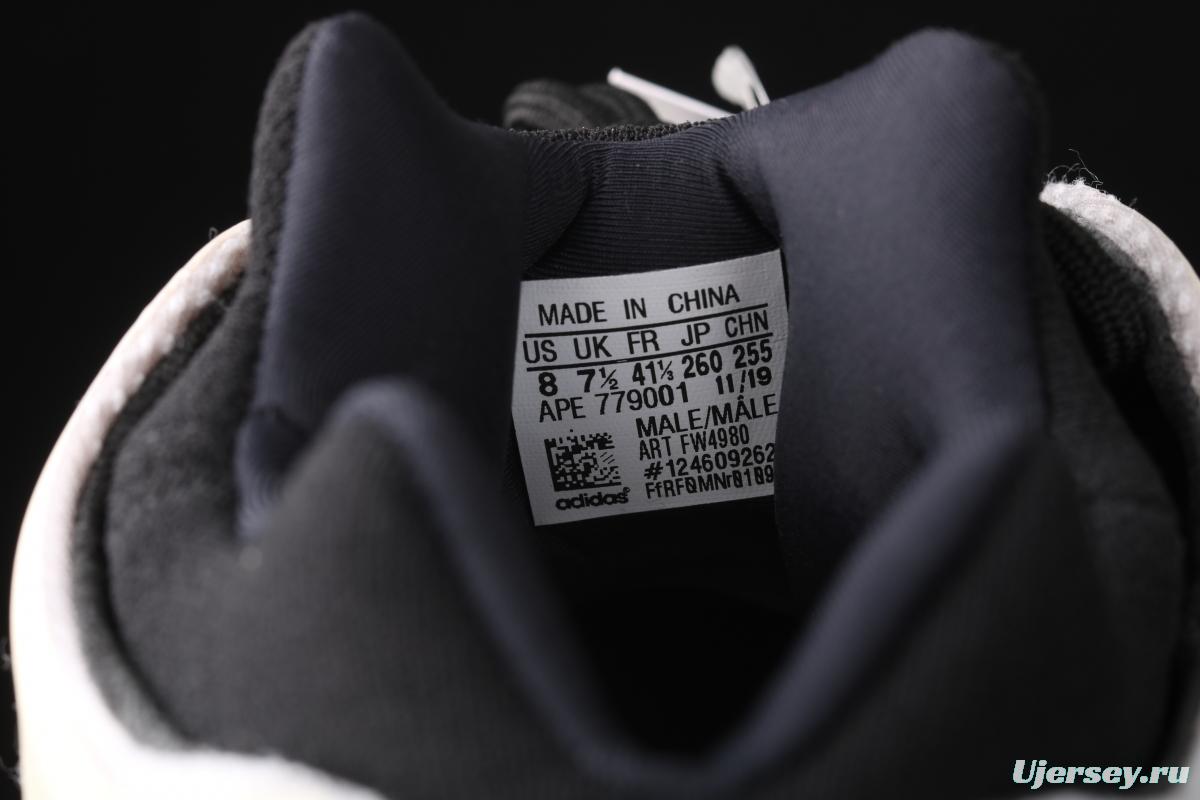 MADE IN CHINA
US UK FR JP CHN
8 7½ 41⅓ 260 255
APE 779001 11/19
MALE/MÂLE
ART FW4980
#124609262
FfRFQMNr0109
adidas®
Ujersey.ru